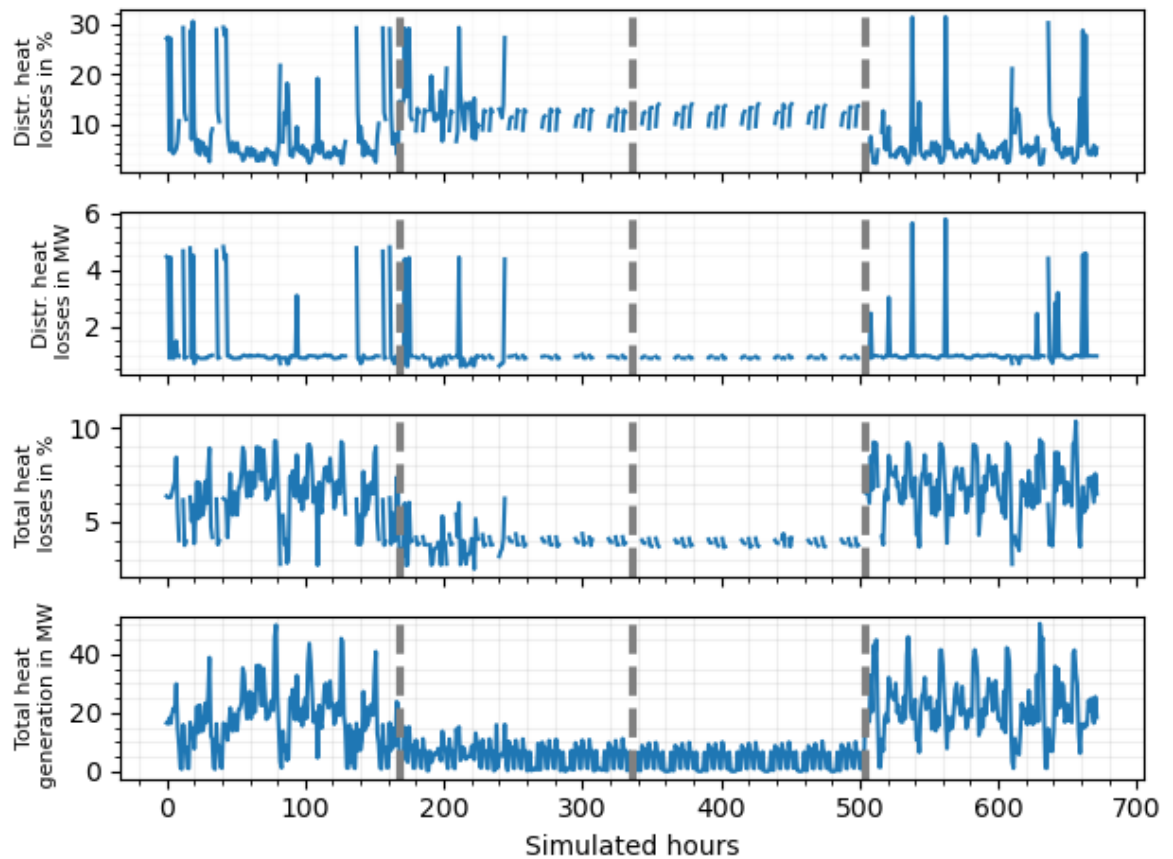 Distr. heat
losses in %
30
20
10
Distr. heat
losses in MW
6
4
2
Total heat
losses in %
10
5
Total heat
generation in MW
40
20
0
0 100 200 300 400 500 600 700
Simulated hours